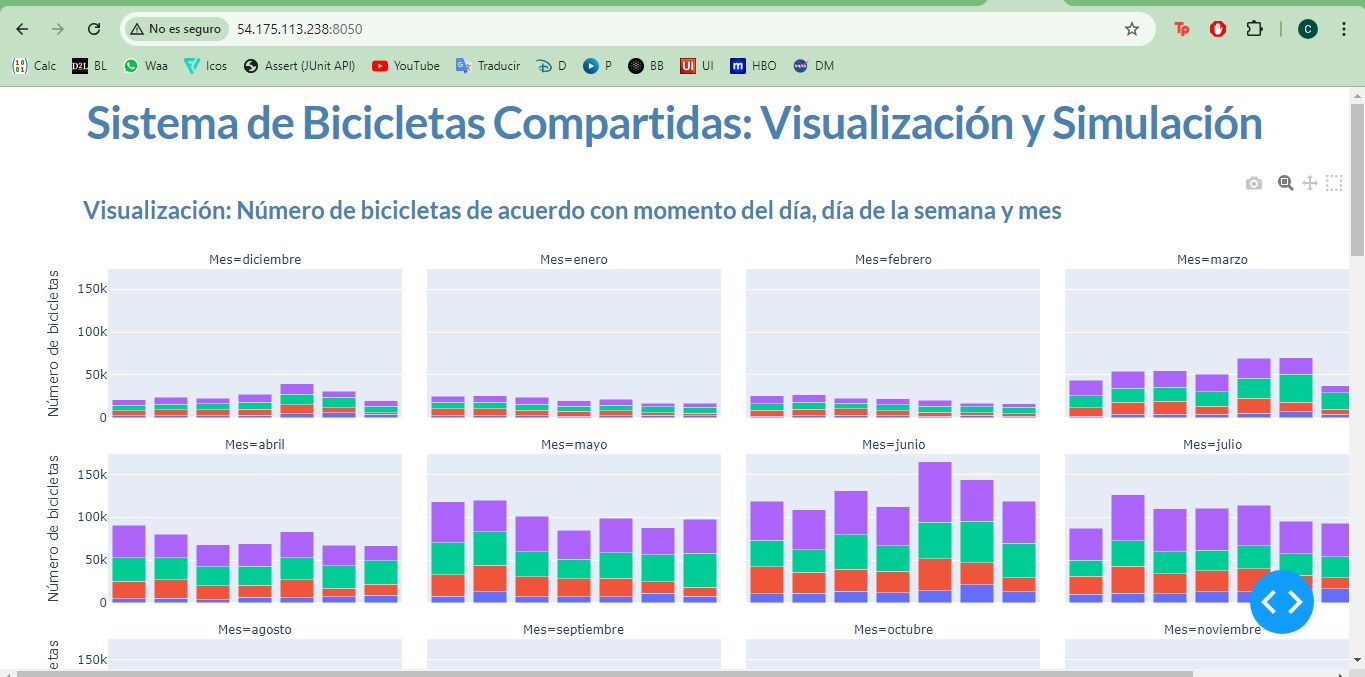 No es seguro 54.175.113.238:8050 Tp C
Calc D2L BL Waa Icos Assert (JUnit API) YouTube Traducir D P BB UI UI m HBO DM
Sistema de Bicicletas Compartidas: Visualización y Simulación
Visualización: Número de bicicletas de acuerdo con momento del día, día de la semana y mes
Mes=diciembre Mes=enero Mes=febrero Mes=marzo
Número de bicicletas
150k
100k
50k
0
Mes=abril Mes=mayo Mes=junio Mes=julio
Número de bicicletas
150k
100k
50k
0
Mes=agosto Mes=septiembre Mes=octubre Mes=noviembre
etas
150k